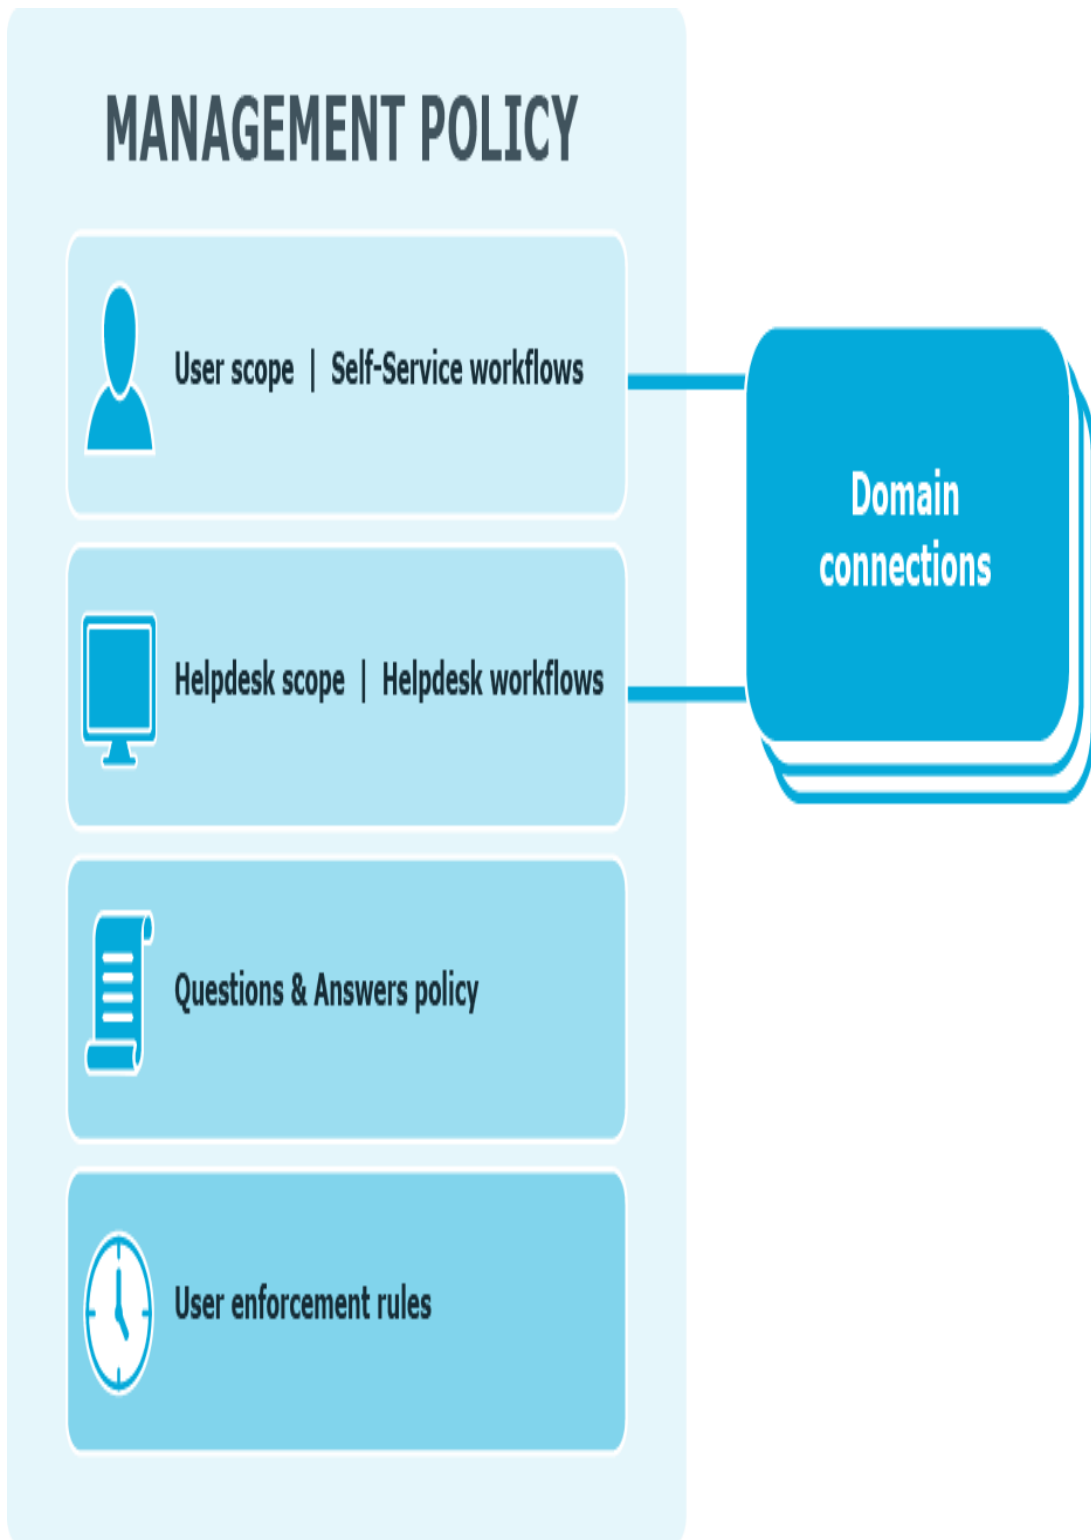 MANAGEMENT POLICY
User scope | Self-Service workflows
Helpdesk scope | Helpdesk workflows
Questions & Answers policy
User enforcement rules
Domain
connections